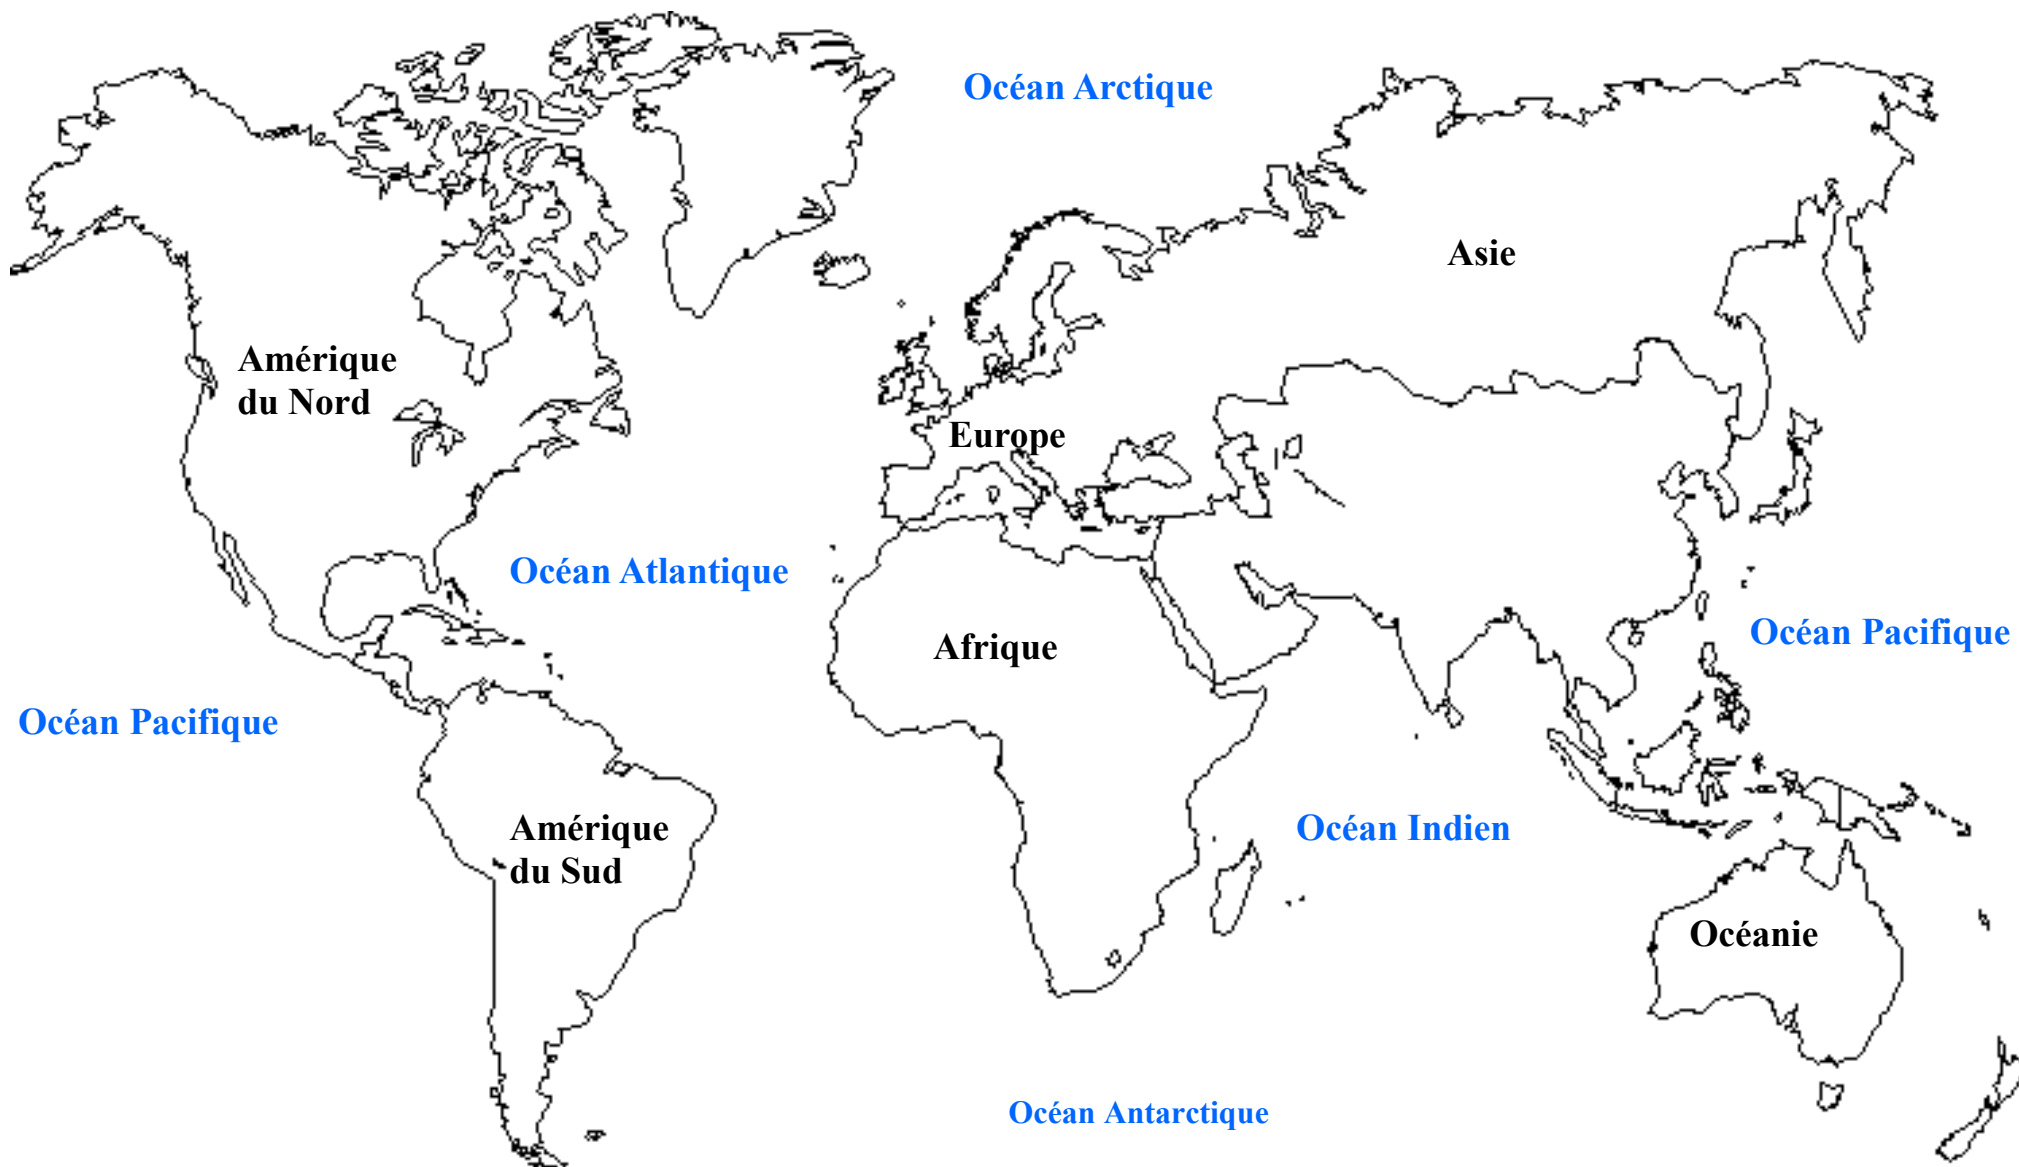 Océan Arctique
Asie
Amérique
du Nord
Europe
Océan Atlantique
Afrique
Océan Pacifique
Océan Pacifique
Amérique
du Sud
Océan Indien
Océanie
Océan Antarctique